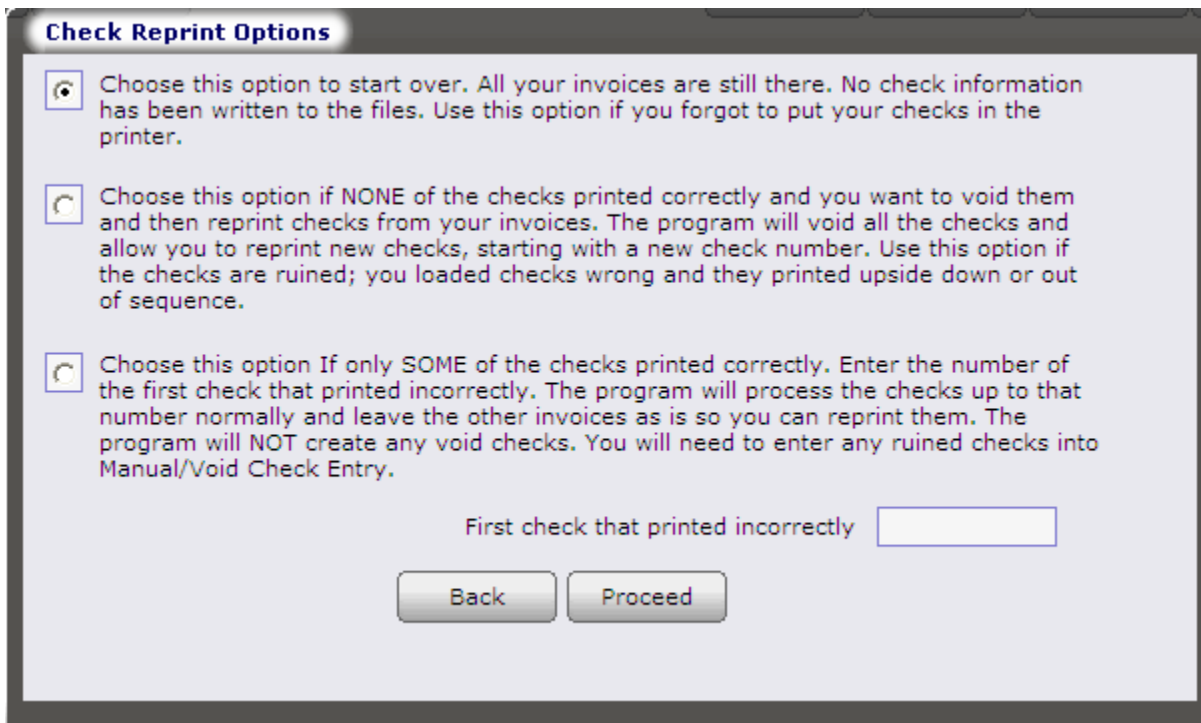 Check Reprint Options
Choose this option to start over. All your invoices are still there. No check information
has been written to the files. Use this option if you forgot to put your checks in the
printer.
Choose this option if NONE of the checks printed correctly and you want to void them
and then reprint checks from your invoices. The program will void all the checks and
allow you to reprint new checks, starting with a new check number. Use this option if
the checks are ruined; you loaded checks wrong and they printed upside down or out
of sequence.
Choose this option If only SOME of the checks printed correctly. Enter the number of
the first check that printed incorrectly. The program will process the checks up to that
number normally and leave the other invoices as is so you can reprint them. The
program will NOT create any void checks. You will need to enter any ruined checks into
Manual/Void Check Entry.
First check that printed incorrectly
Back Proceed